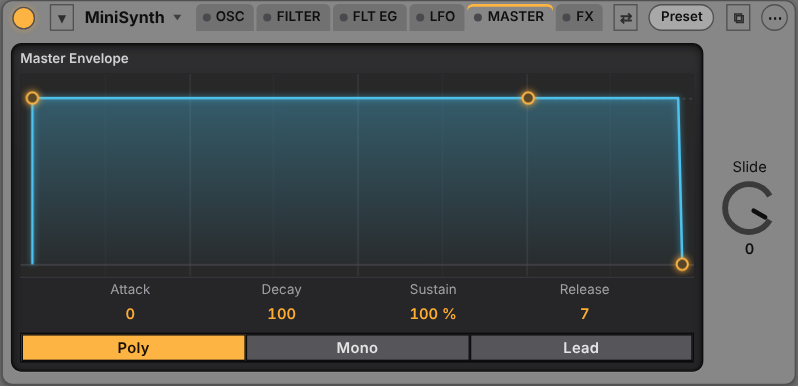 MiniSynth OSC FILTER FLT EG LFO MASTER FX Preset
Master Envelope
Attack Decay Sustain Release
0 100 100 % 7
Poly Mono Lead
Slide
0